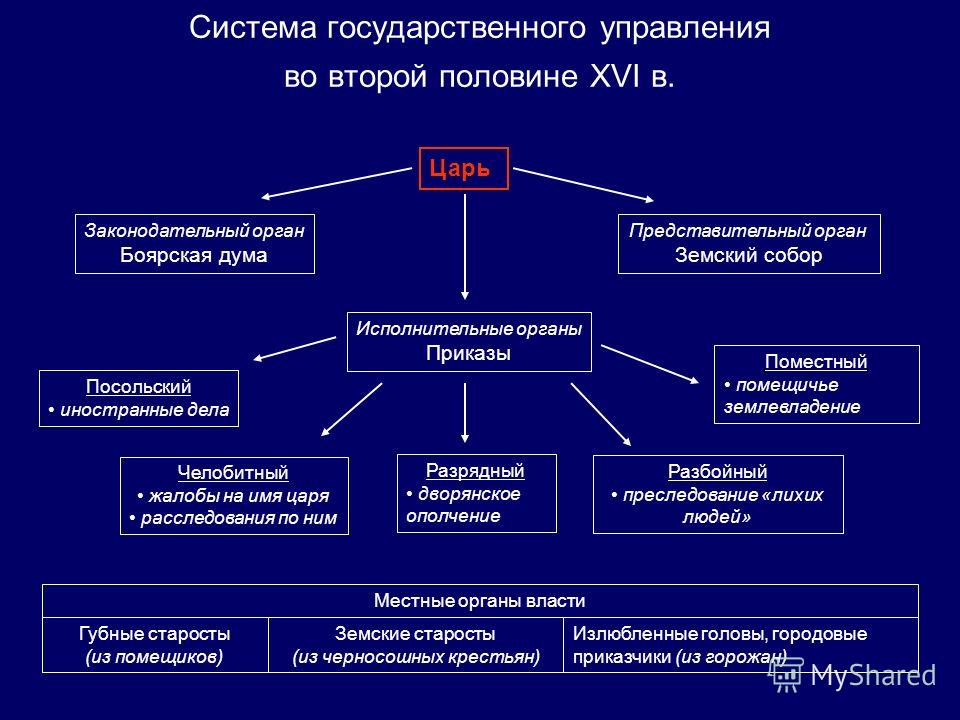 Система государственного управления
во второй половине XVI в.
Царь
Законодательный орган
Боярская дума
Представительный орган
Земский собор
Исполнительные органы
Приказы
Посольский
• иностранные дела
Поместный
• помещичье
землевладение
Челобитный
• жалобы на имя царя
• расследования по ним
Разрядный
• дворянское
ополчение
Разбойный
• преследование «лихих
людей»
Местные органы власти
Губные старосты
(из помещиков)
Земские старосты
(из черносошных крестьян)
Излюбленные головы, городовые
приказчики (из горожан)
MyShared